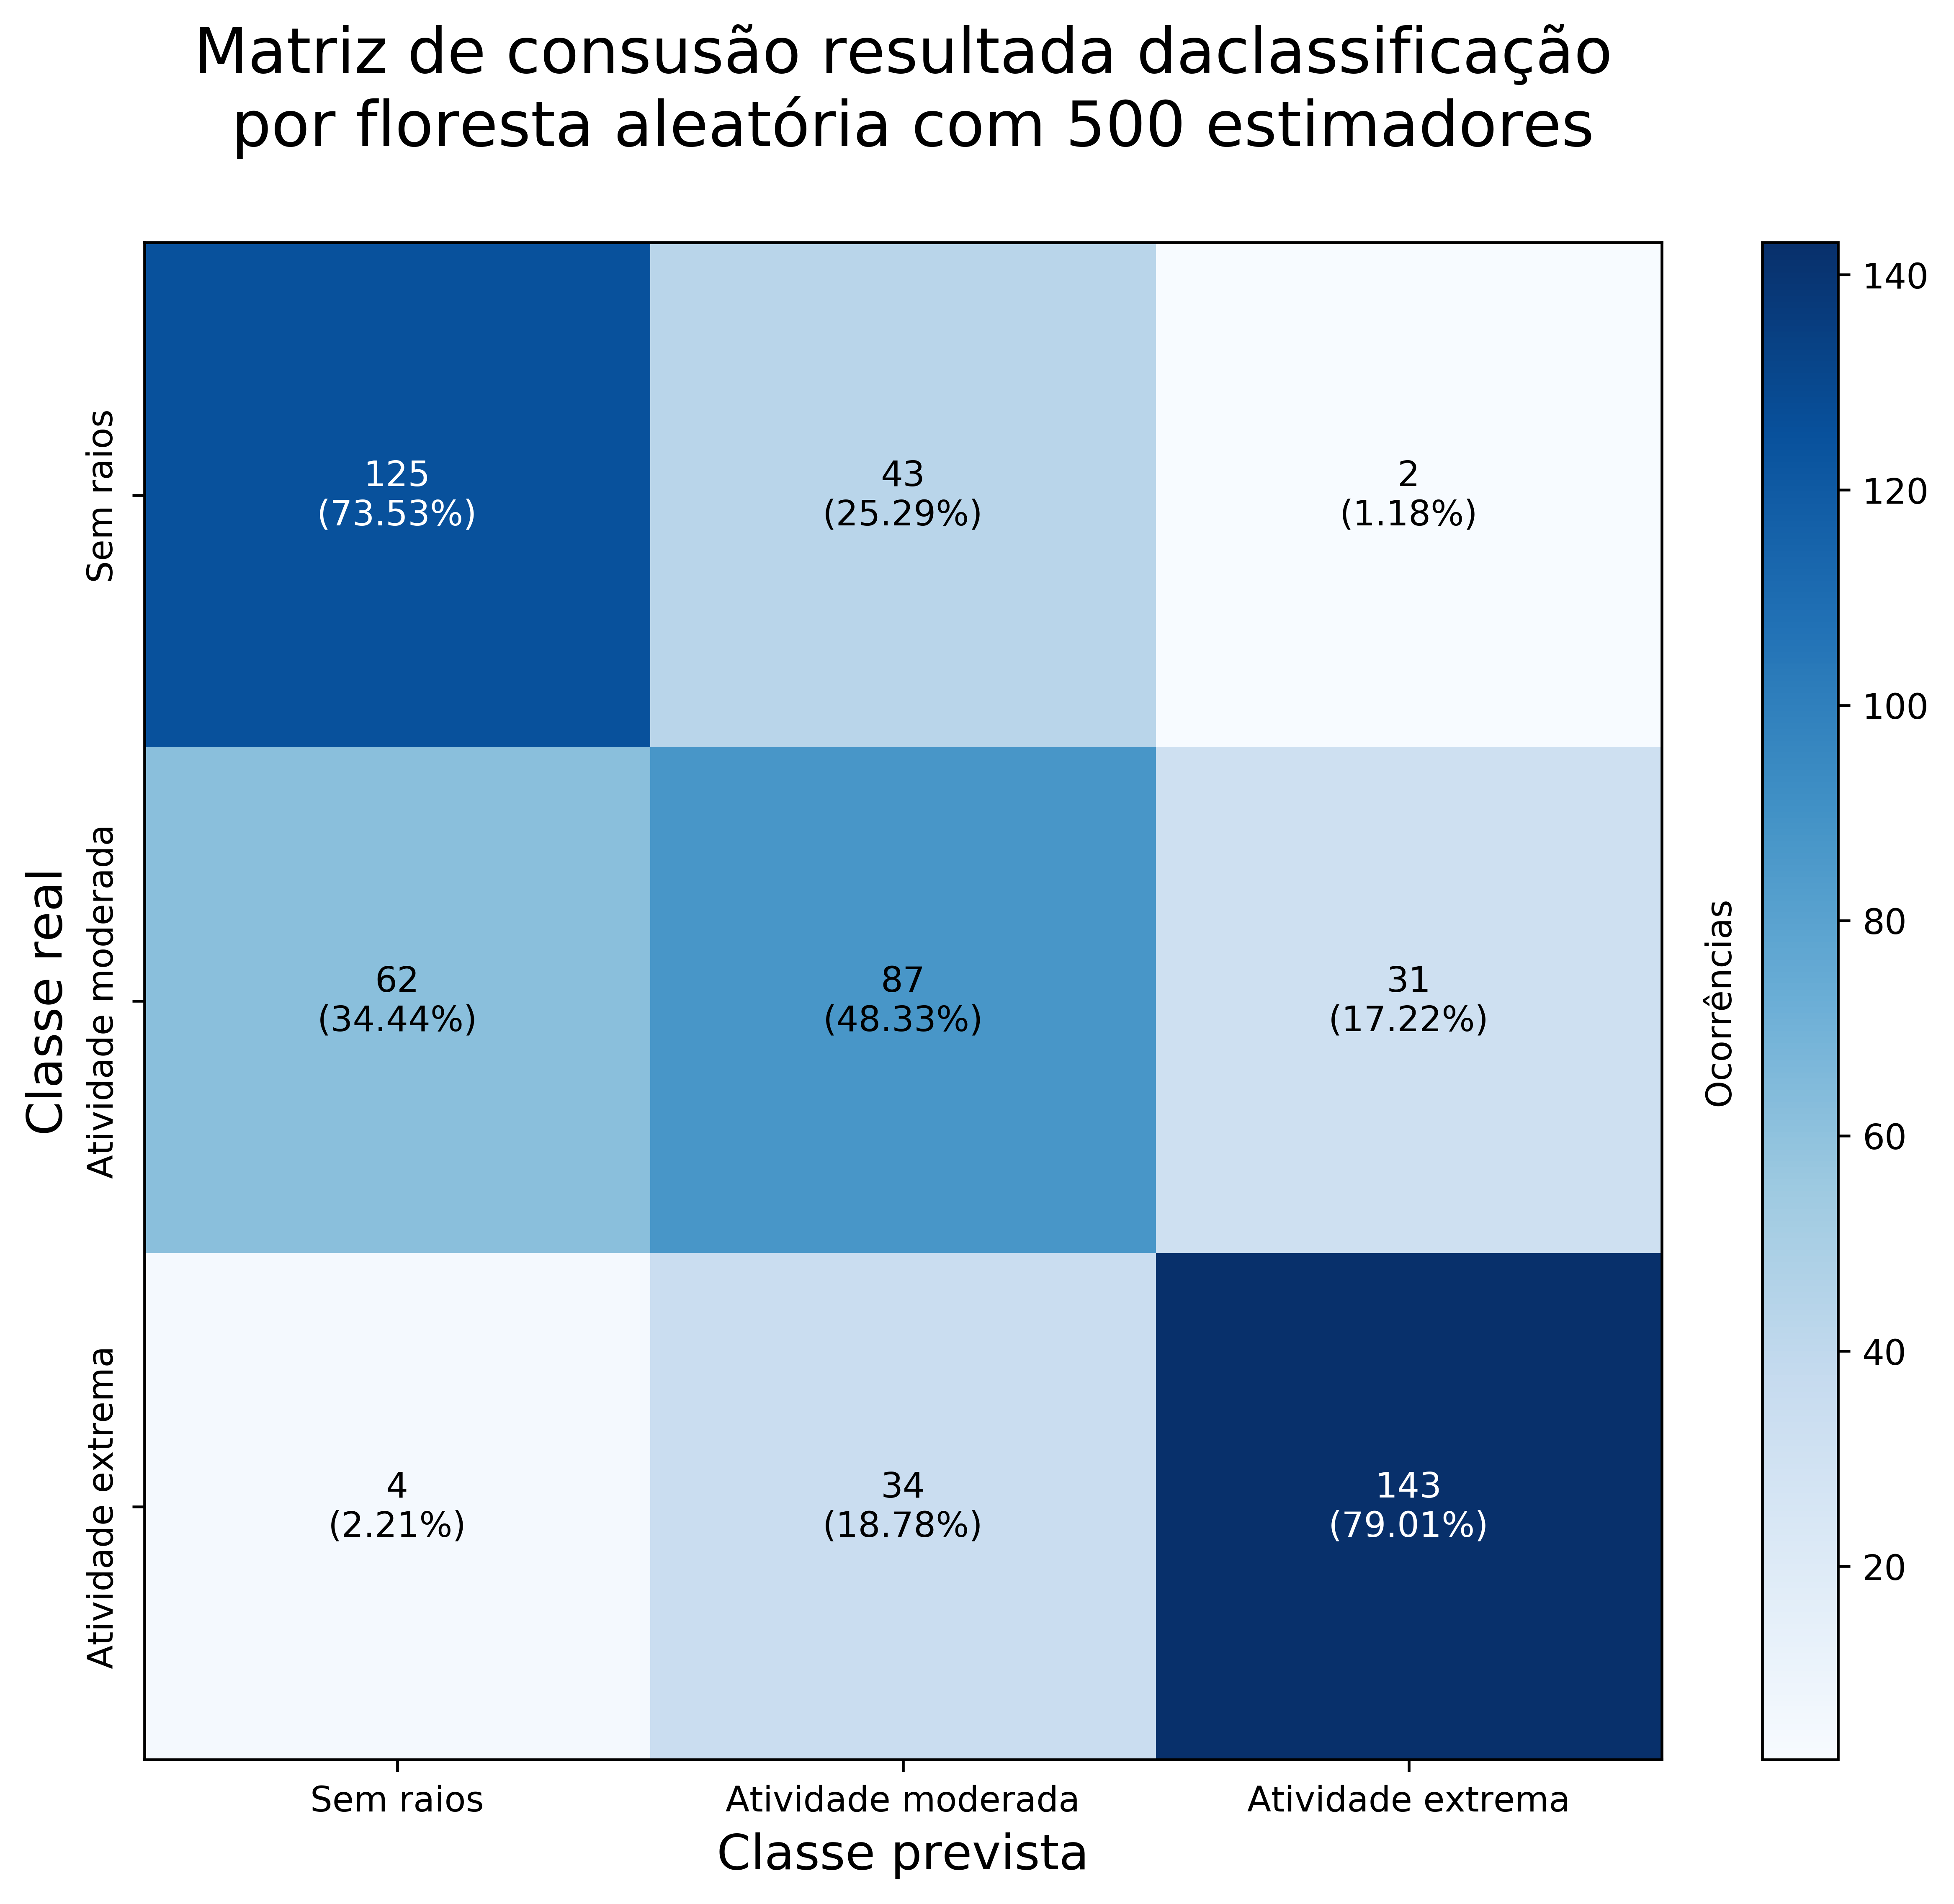 Matriz de consusão resultada daclassificação
por floresta aleatória com 500 estimadores
Classe real
Sem raios
125
(73.53%)
43
(25.29%)
2
(1.18%)
Atividade moderada
62
(34.44%)
87
(48.33%)
31
(17.22%)
Atividade extrema
4
(2.21%)
34
(18.78%)
143
(79.01%)
Sem raios
Atividade moderada
Atividade extrema
Classe prevista
Ocorrências
140
120
100
80
60
40
20